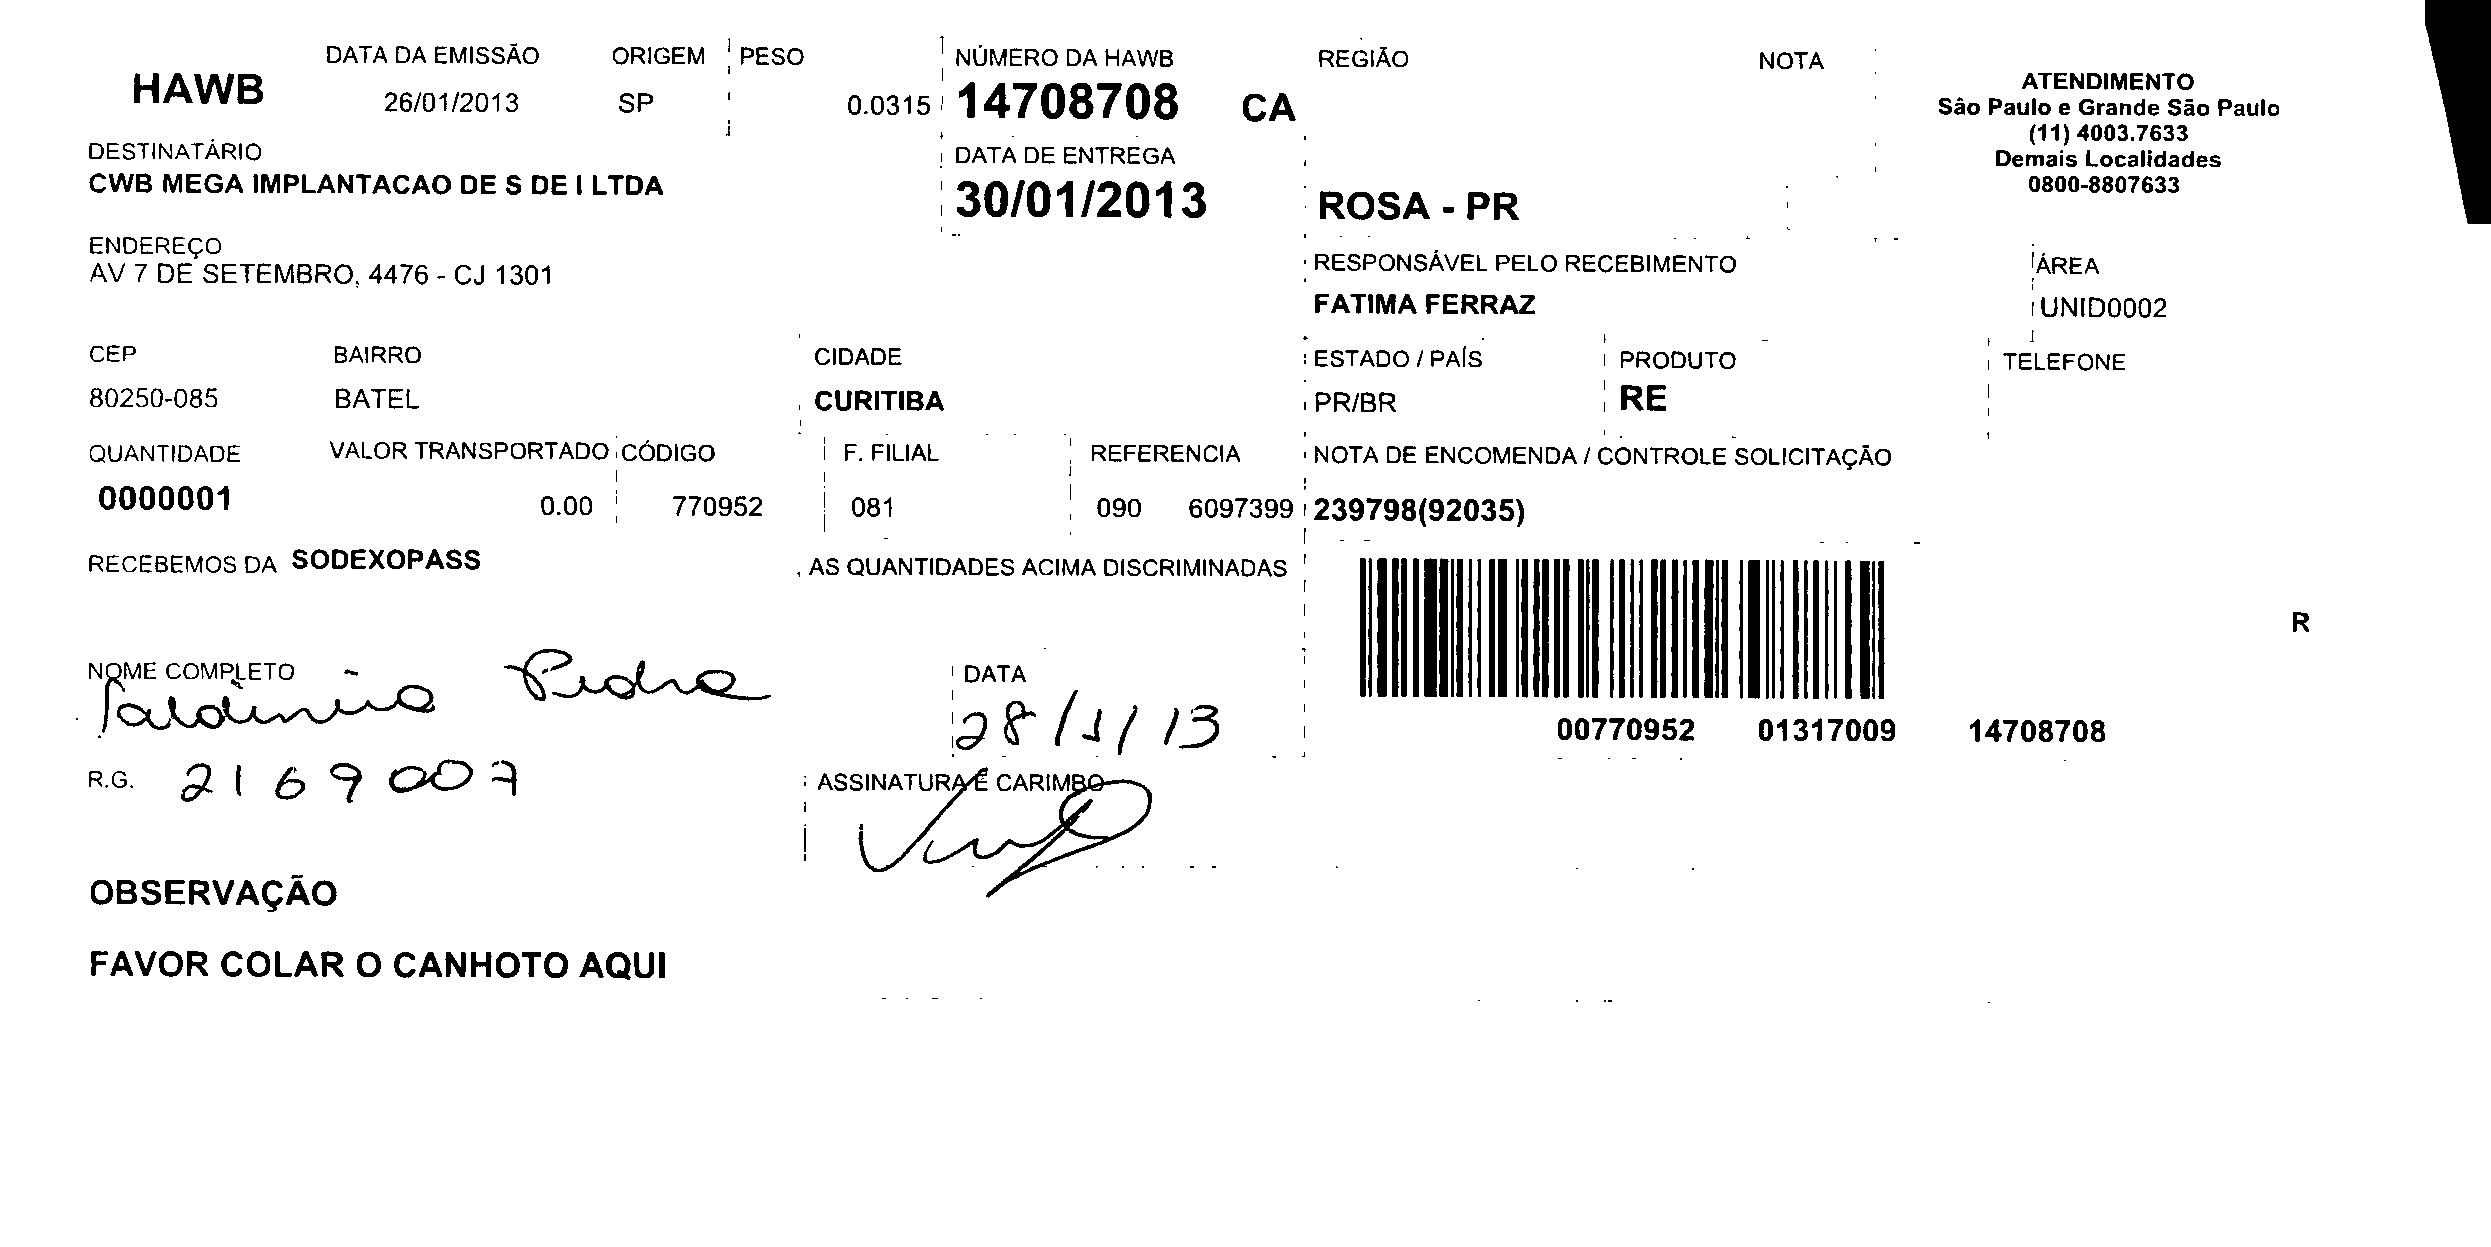 HAWB
DATA DA EMISSÃO ORIGEM PESO NÚMERO DA HAWB REGIÃO NOTA
26/01/2013 SP 0.0315 14708708 CA
ATENDIMENTO
São Paulo e Grande São Paulo
(11) 4003.7633
Demais Localidades
0800-8807633
DESTINATÁRIO DATA DE ENTREGA
CWB MEGA IMPLANTACAO DE S DE I LTDA 30/01/2013 ROSA - PR
ENDEREÇO RESPONSÁVEL PELO RECEBIMENTO ÁREA
AV 7 DE SETEMBRO, 4476 - CJ 1301 FATIMA FERRAZ UNID0002
CEP BAIRRO CIDADE ESTADO / PAÍS PRODUTO TELEFONE
80250-085 BATEL CURITIBA PR/BR RE
QUANTIDADE VALOR TRANSPORTADO CÓDIGO F. FILIAL REFERENCIA NOTA DE ENCOMENDA / CONTROLE SOLICITAÇÃO
0000001 0.00 770952 081 090 6097399 239798(92035)
RECEBEMOS DA SODEXOPASS , AS QUANTIDADES ACIMA DISCRIMINADAS
R
NOME COMPLETO DATA
28/1/13
00770952 01317009 14708708
R.G. 2169007 ASSINATURA E CARIMBO
OBSERVAÇÃO
FAVOR COLAR O CANHOTO AQUI